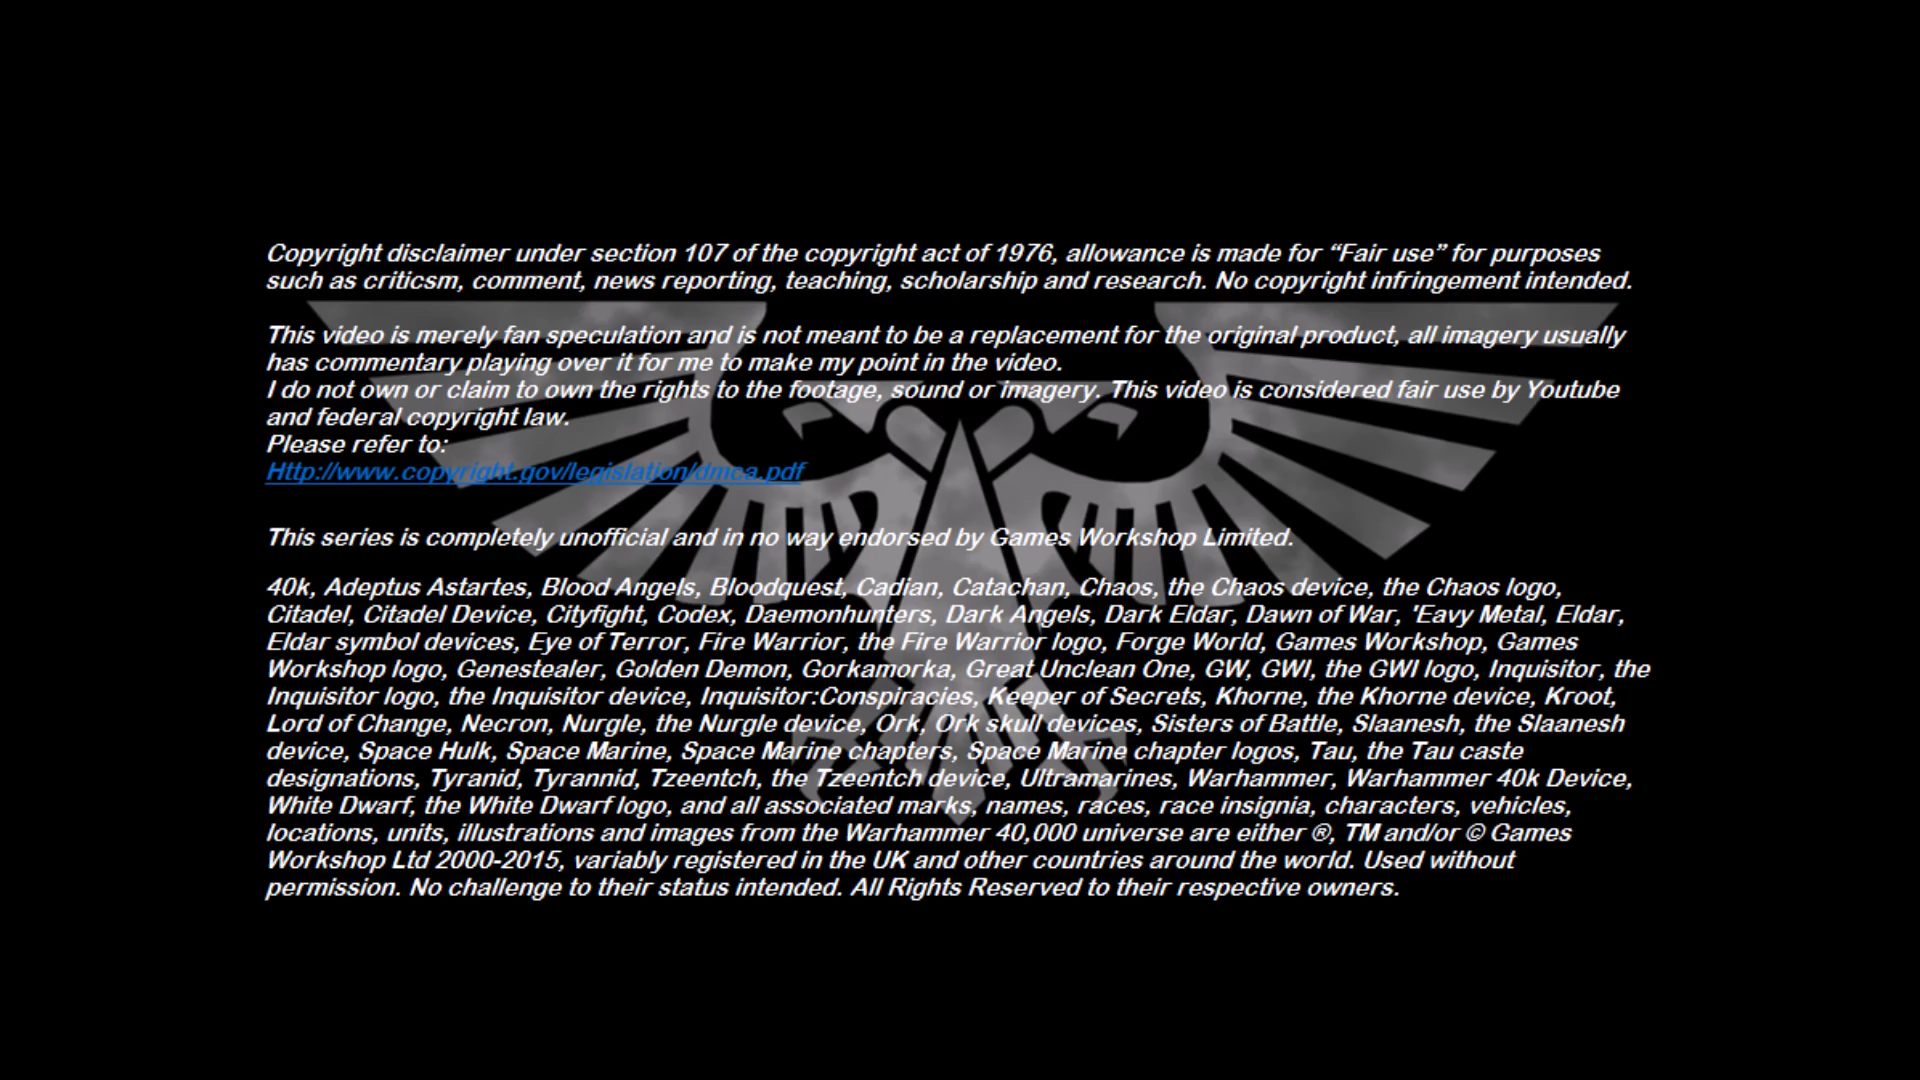 Copyright disclaimer under section 107 of the copyright act of 1976, allowance is made for “Fair use” for purposes
such as criticsm, comment, news reporting, teaching, scholarship and research. No copyright infringement intended.
This video is merely fan speculation and is not meant to be a replacement for the original product, all imagery usually
has commentary playing over it for me to make my point in the video.
I do not own or claim to own the rights to the footage, sound or imagery. This video is considered fair use by Youtube
and federal copyright law.
Please refer to:
Http://www.copyright.gov/legislation/dmca.pdf
This series is completely unofficial and in no way endorsed by Games Workshop Limited.
40k, Adeptus Astartes, Blood Angels, Bloodquest, Cadian, Catachan, Chaos, the Chaos device, the Chaos logo,
Citadel, Citadel Device, Cityfight, Codex, Daemonhunters, Dark Angels, Dark Eldar, Dawn of War, 'Eavy Metal, Eldar,
Eldar symbol devices, Eye of Terror, Fire Warrior, the Fire Warrior logo, Forge World, Games Workshop, Games
Workshop logo, Genestealer, Golden Demon, Gorkamorka, Great Unclean One, GW, GWI, the GWI logo, Inquisitor, the
Inquisitor logo, the Inquisitor device, Inquisitor:Conspiracies, Keeper of Secrets, Khorne, the Khorne device, Kroot,
Lord of Change, Necron, Nurgle, the Nurgle device, Ork, Ork skull devices, Sisters of Battle, Slaanesh, the Slaanesh
device, Space Hulk, Space Marine, Space Marine chapters, Space Marine chapter logos, Tau, the Tau caste
designations, Tyranid, Tyrannid, Tzeentch, the Tzeentch device, Ultramarines, Warhammer, Warhammer 40k Device,
White Dwarf, the White Dwarf logo, and all associated marks, names, races, race insignia, characters, vehicles,
locations, units, illustrations and images from the Warhammer 40,000 universe are either ®, TM and/or © Games
Workshop Ltd 2000-2015, variably registered in the UK and other countries around the world. Used without
permission. No challenge to their status intended. All Rights Reserved to their respective owners.